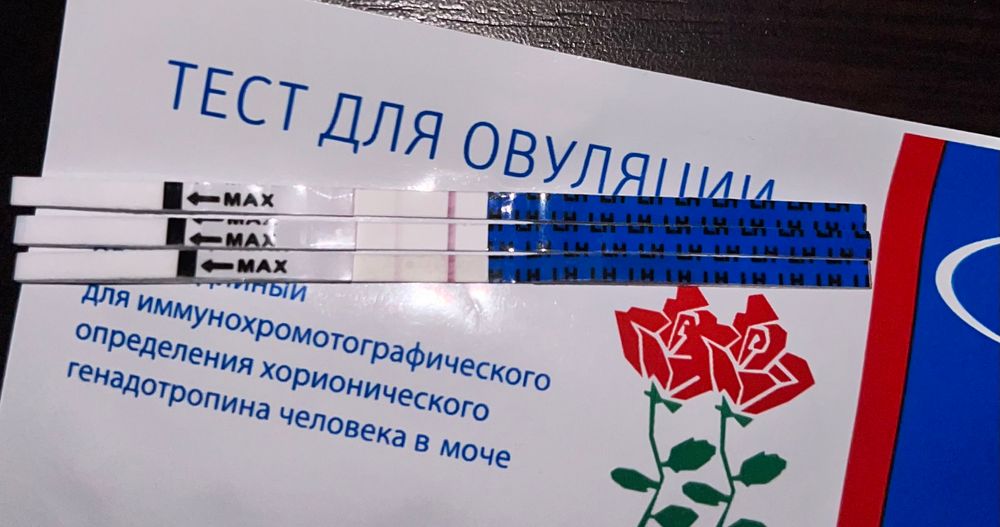 ТЕСТ ДЛЯ ОВУЛЯЦИИ
←MAX
←MAX
←MAX
для иммунохромотографического
определения хорионического
генадотропина человека в моче